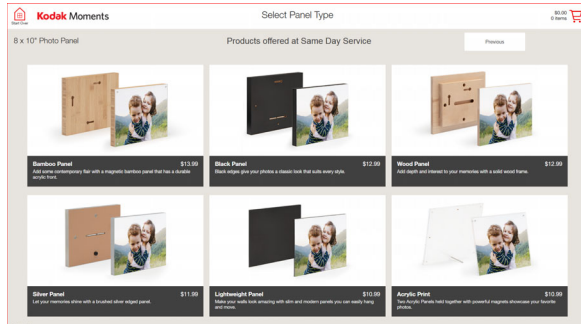 Start Over
Kodak Moments
Select Panel Type
$0.00
0 items
8 x 10" Photo Panel
Products offered at Same Day Service
Previous
Bamboo Panel $13.99
Add some contemporary flair with a magnetic bamboo panel that has a durable
acrylic front.
Black Panel $12.99
Black edges give your photos a classic look that suits every style.
Wood Panel $12.99
Add depth and interest to your memories with a solid wood frame.
Silver Panel $11.99
Let your memories shine with a brushed silver edged panel.
Lightweight Panel $10.99
Make your walls look amazing with slim and modern panels you can easily hang
and move.
Acrylic Print $10.99
Two Acrylic Panels held together with powerful magnets showcase your favorite
photos.